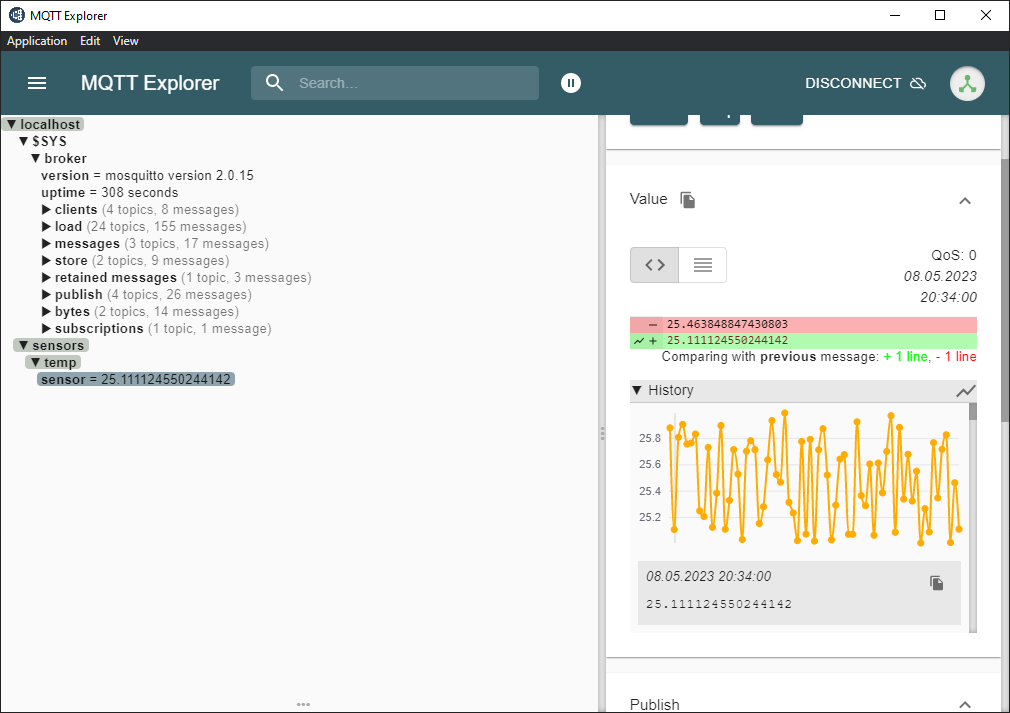 MQTT Explorer
Application Edit View
MQTT Explorer
Search...
DISCONNECT
▼ localhost
▼ $SYS
▼ broker
version = mosquitto version 2.0.15
uptime = 308 seconds
▶ clients (4 topics, 8 messages)
▶ load (24 topics, 155 messages)
▶ messages (3 topics, 17 messages)
▶ store (2 topics, 9 messages)
▶ retained messages (1 topic, 3 messages)
▶ publish (4 topics, 26 messages)
▶ bytes (2 topics, 14 messages)
▶ subscriptions (1 topic, 1 message)
▼ sensors
▼ temp
sensor = 25.111124550244142
Value
QoS: 0
08.05.2023
20:34:00
- 25.463848847430803
+ 25.111124550244142
Comparing with previous message: + 1 line, - 1 line
▼ History
25.8
25.6
25.4
25.2
08.05.2023 20:34:00
25.111124550244142
Publish